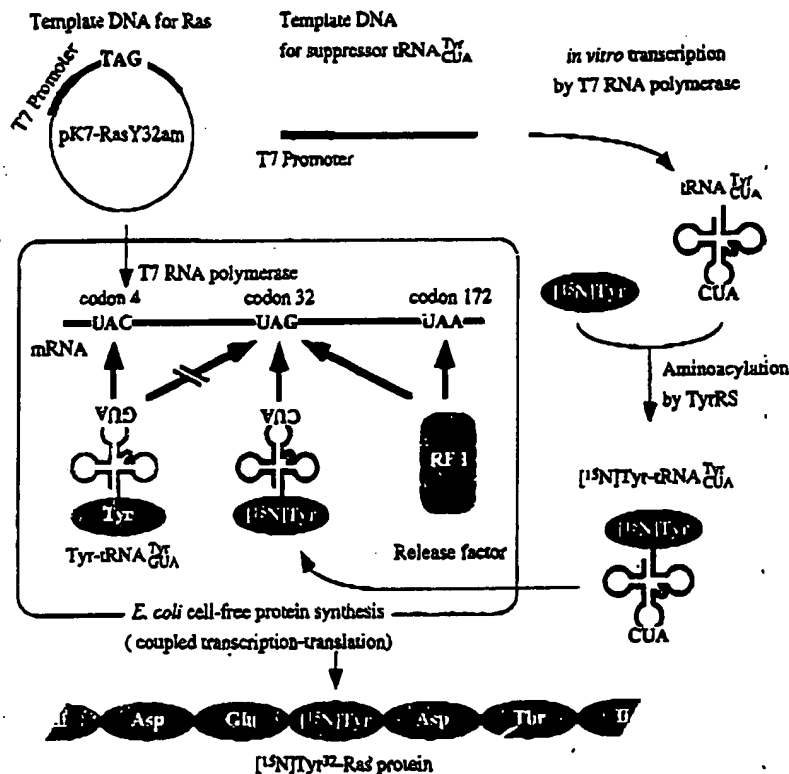 Template DNA for Ras
TAG
T7 Promoter
pK7-RasY32am
Template DNA
for suppressor tRNA Tyr CUA
T7 Promoter
in vitro transcription
by T7 RNA polymerase
tRNA Tyr CUA
CUA
[15N]Tyr
Aminoacylation
by TyrRS
[15N]Tyr-tRNA Tyr CUA
[15N]Tyr
CUA
T7 RNA polymerase
codon 4
codon 32
codon 172
UAC
UAG
UAA
mRNA
GUA
CUA
Tyr
[15N]Tyr
Tyr-tRNA Tyr GUA
Release factor
E. coli cell-free protein synthesis
( coupled transcription-translation)
Asp
Glu
[15N]Tyr
Asp
Thr
[15N]Tyr32-Ras protein